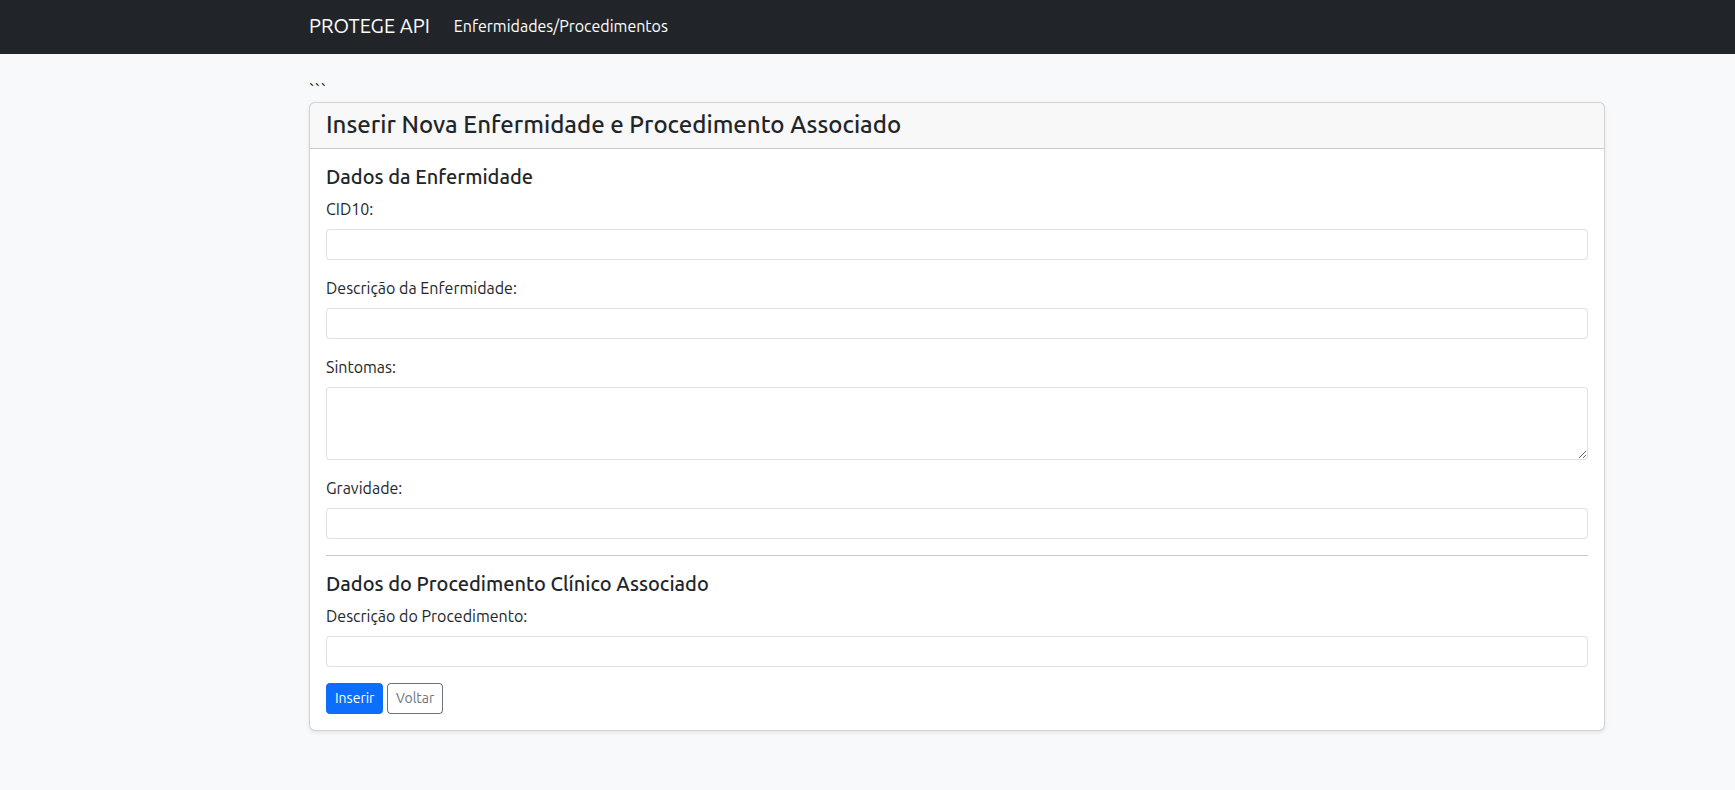 PROTEGE API Enfermidades/Procedimentos
```
Inserir Nova Enfermidade e Procedimento Associado
Dados da Enfermidade
CID10:
Descrição da Enfermidade:
Sintomas:
Gravidade:
Dados do Procedimento Clínico Associado
Descrição do Procedimento:
Inserir Voltar